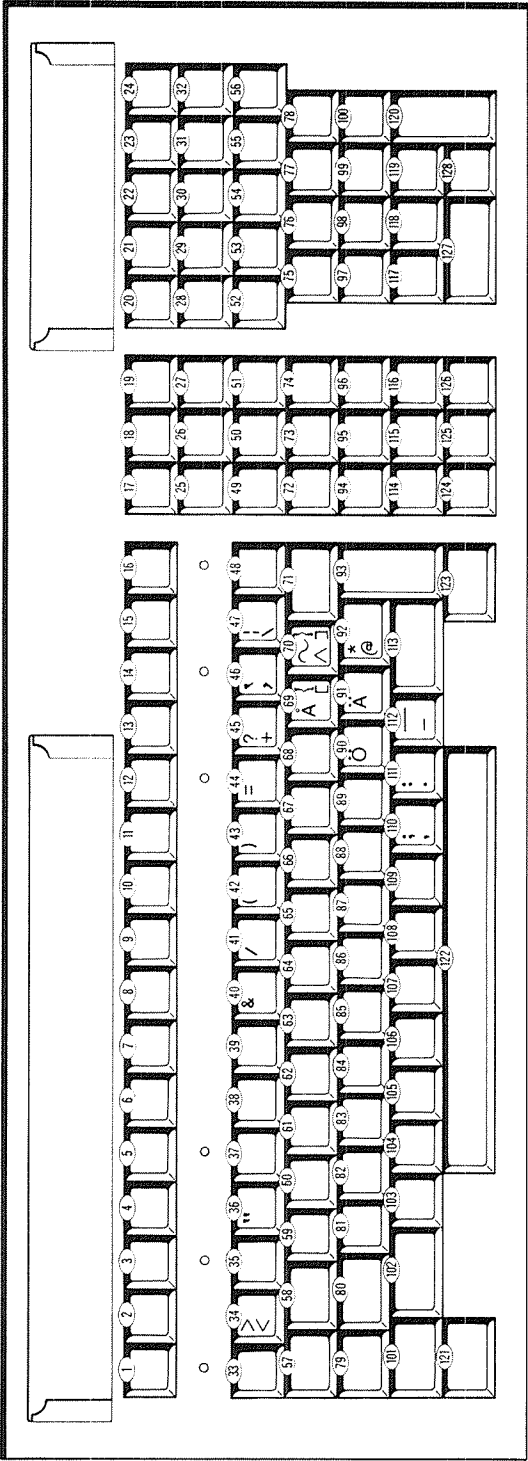 1 2 3 4 5 6 7 8 9 10 11 12 13 14 15 16 17 18 19 20 21 22 23 24
25 26 27 28 29 30 31 32
33 34 35 36 37 38 39 40 41 42 43 44 45 46 47 48 49 50 51 52 53 54 55 56
> " & / ( ) = ? ` ¦
< + ' \
57 58 59 60 61 62 63 64 65 66 67 68 69 70 71 72 73 74 75 76 77 78
Å { ~ }
[ ^ ]
79 80 81 82 83 84 85 86 87 88 89 90 91 92 93 94 95 96 97 98 99 100
Ö Ä *
@
101 102 103 104 105 106 107 108 109 110 111 112 113 114 115 116 117 118 119 120
; : _
, . -
121 122 123 124 125 126 127 128